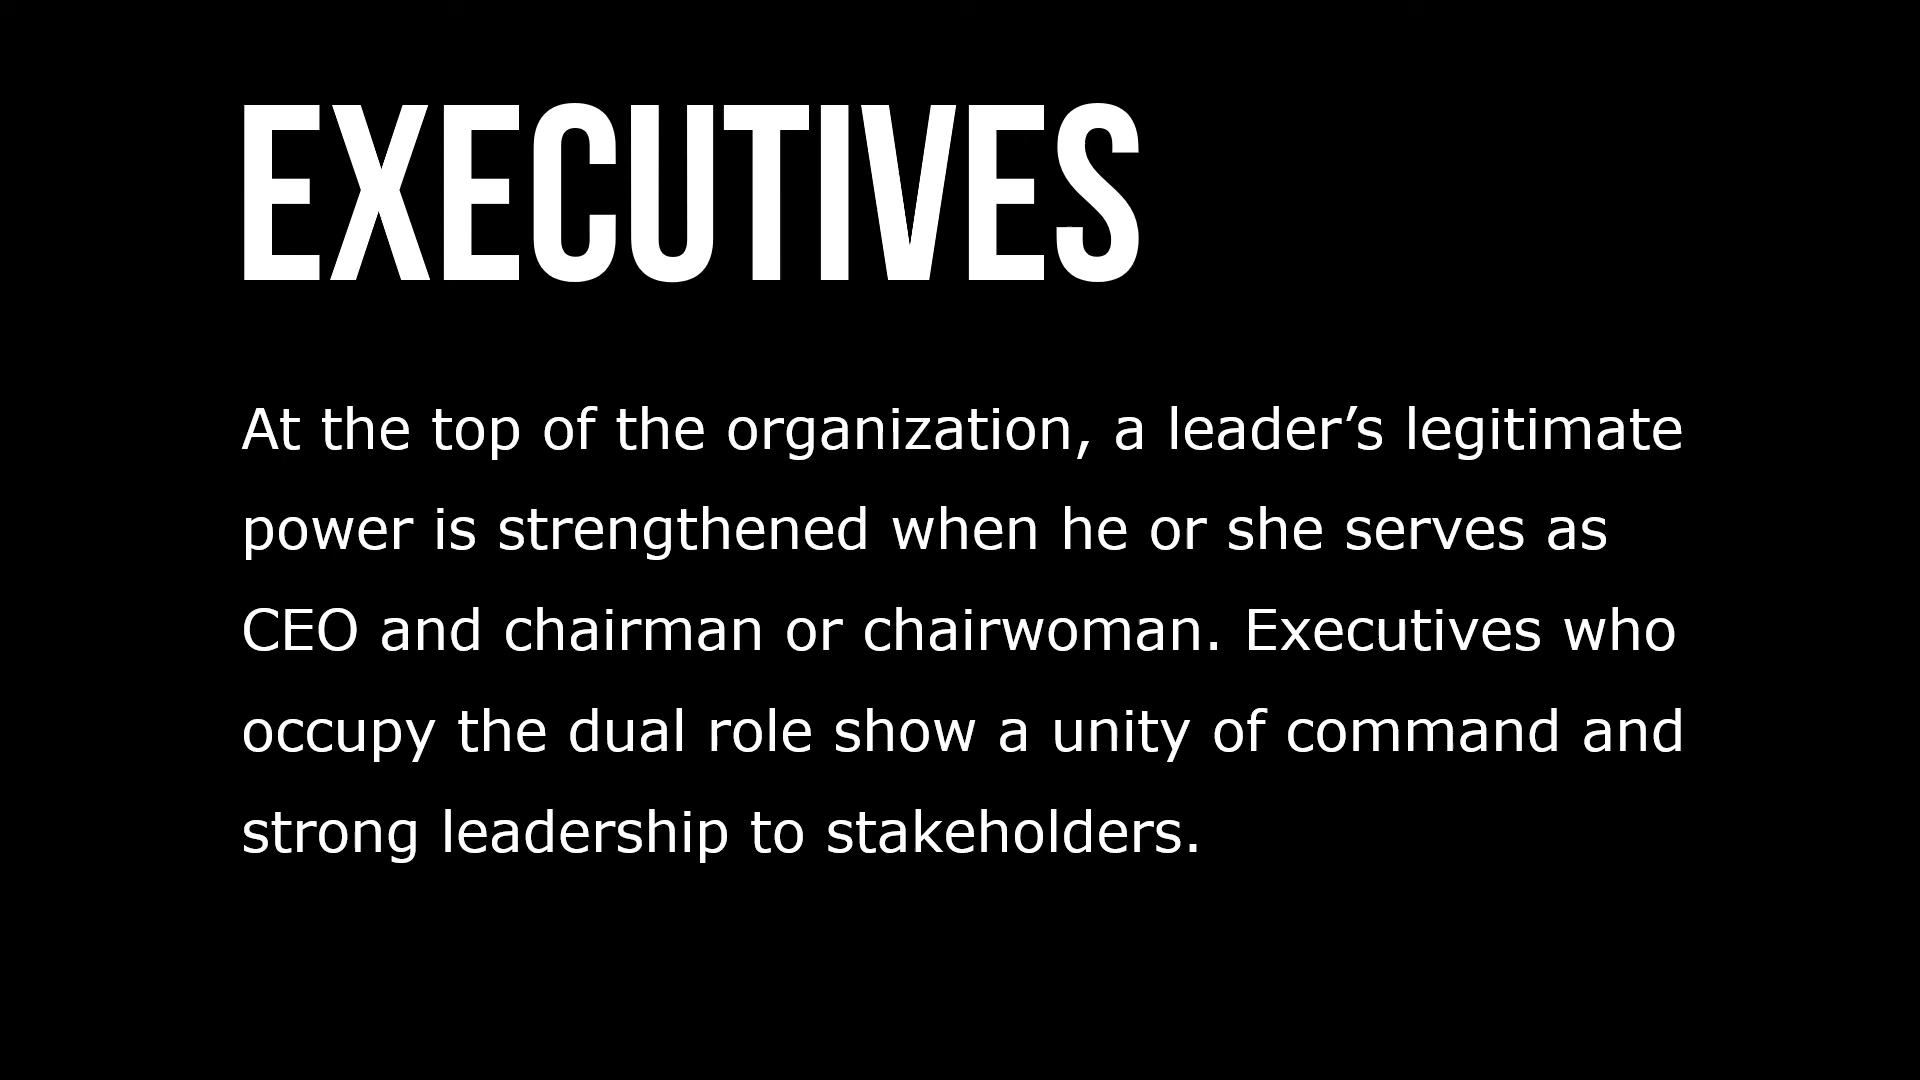 EXECUTIVES
At the top of the organization, a leader’s legitimate
power is strengthened when he or she serves as
CEO and chairman or chairwoman. Executives who
occupy the dual role show a unity of command and
strong leadership to stakeholders.